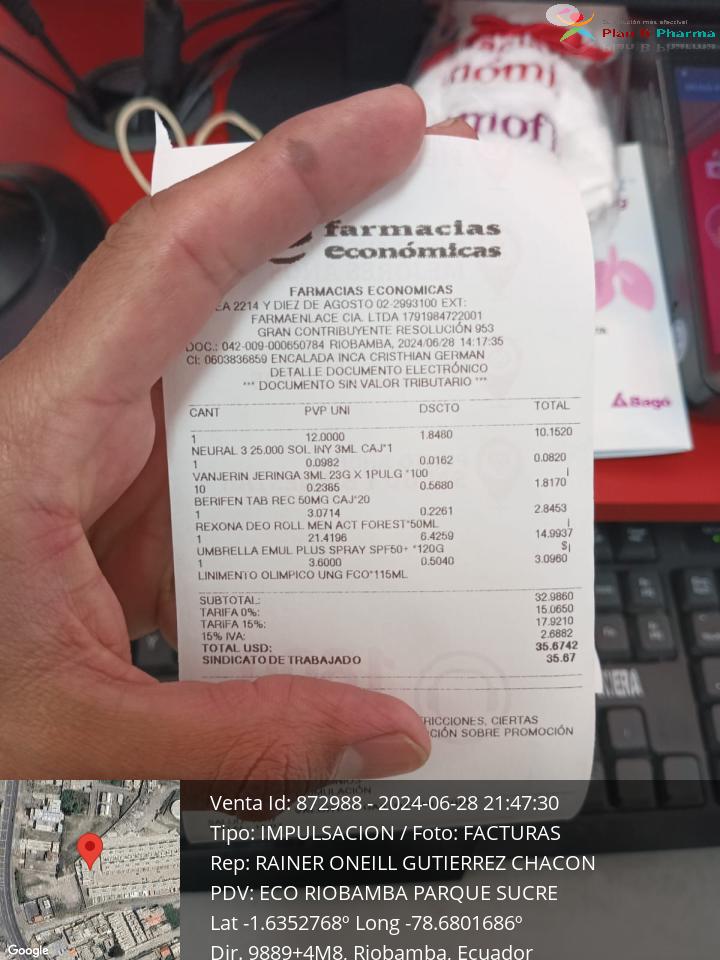 Plan B Pharma
farmacias
económicas
FARMACIAS ECONOMICAS
2214 Y DIEZ DE AGOSTO 02-2993100 EXT:
FARMAENLACE CIA. LTDA 1791984722001
GRAN CONTRIBUYENTE RESOLUCIÓN 953
DOC.: 042-009-000650784 RIOBAMBA, 2024/06/28 14:17:35
CI: 0603836859 ENCALADA INCA CRISTHIAN GERMAN
DETALLE DOCUMENTO ELECTRÓNICO
*** DOCUMENTO SIN VALOR TRIBUTARIO ***
CANT PVP UNI DSCTO TOTAL
1 12.0000 1.8480 10.1520
NEURAL 3 25.000 SOL INY 3ML CAJ*1
1 0.0982 0.0162 0.0820
VANJERIN JERINGA 3ML 23G X 1PULG *100 I
10 0.2385 0.5680 1.8170
BERIFEN TAB REC 50MG CAJ*20
1 3.0714 0.2261 2.8453
REXONA DEO ROLL MEN ACT FOREST*50ML I
1 21.4196 6.4259 14.9937
UMBRELLA EMUL PLUS SPRAY SPF50+ *120G $I
1 3.6000 0.5040 3.0960
LINIMENTO OLIMPICO UNG FCO*115ML
SUBTOTAL: 32.9860
TARIFA 0%: 15.0650
TARIFA 15%: 17.9210
15% IVA: 2.6882
TOTAL USD: 35.6742
SINDICATO DE TRABAJADO 35.67
RICCIONES, CIERTAS
CIÓN SOBRE PROMOCIÓN
Bagó
Venta Id: 872988 - 2024-06-28 21:47:30
Tipo: IMPULSACION / Foto: FACTURAS
Rep: RAINER ONEILL GUTIERREZ CHACON
PDV: ECO RIOBAMBA PARQUE SUCRE
Lat -1.6352768º Long -78.6801686º
Dir. 9889+4M8, Riobamba, Ecuador
Google